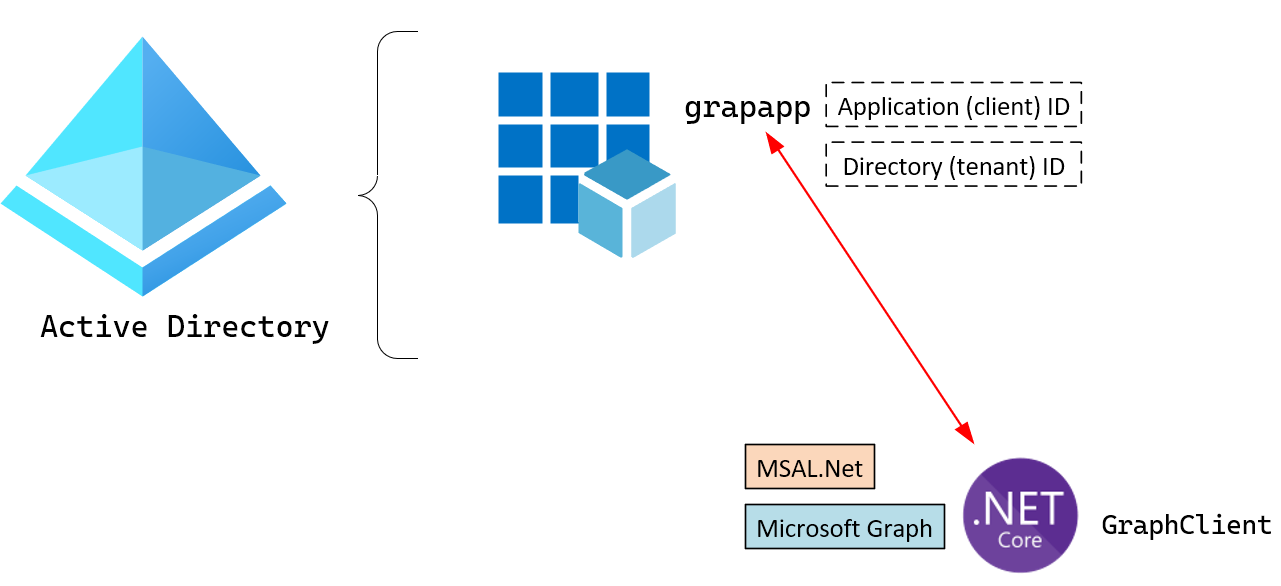 grapapp
Application (client) ID
Directory (tenant) ID
Active Directory
MSAL.Net
Microsoft Graph
.NET
Core
GraphClient